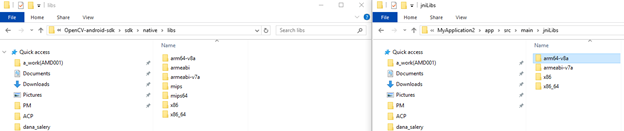 libs
File
Home
Share
View
OpenCV-android-sdk > sdk > native > libs
Name
Quick access
a_work(AMD001)
Documents
Downloads
Pictures
PM
ACP
dana_salery
arm64-v8a
armeabi
armeabi-v7a
mips
mips64
x86
x86_64
jniLibs
File
Home
Share
View
MyApplication2 > app > src > main > jniLibs
Name
Quick access
a_work(AMD001)
Documents
Downloads
Pictures
PM
ACP
dana_salery
arm64-v8a
armeabi-v7a
x86
x86_64